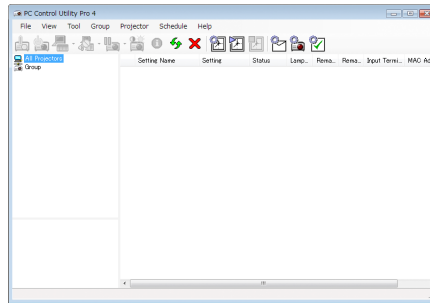 PC Control Utility Pro 4
File View Tool Group Projector Schedule Help
Setting Name Setting Status Lamp... Rema... Rema... Input Termi... MAC Ad
All Projectors
Group